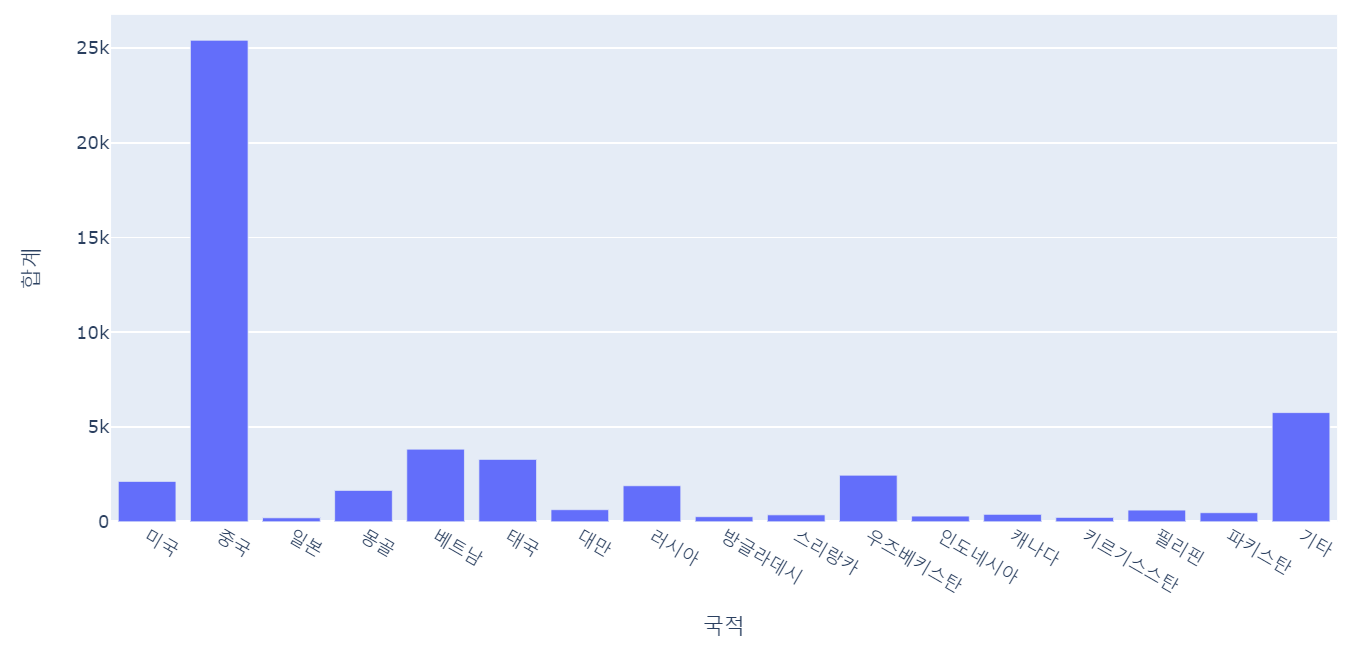 25k
20k
15k
10k
5k
0
합계
미국
중국
일본
몽골
베트남
태국
대만
러시아
방글라데시
스리랑카
우즈베키스탄
인도네시아
캐나다
키르기스스탄
필리핀
파키스탄
기타
국적